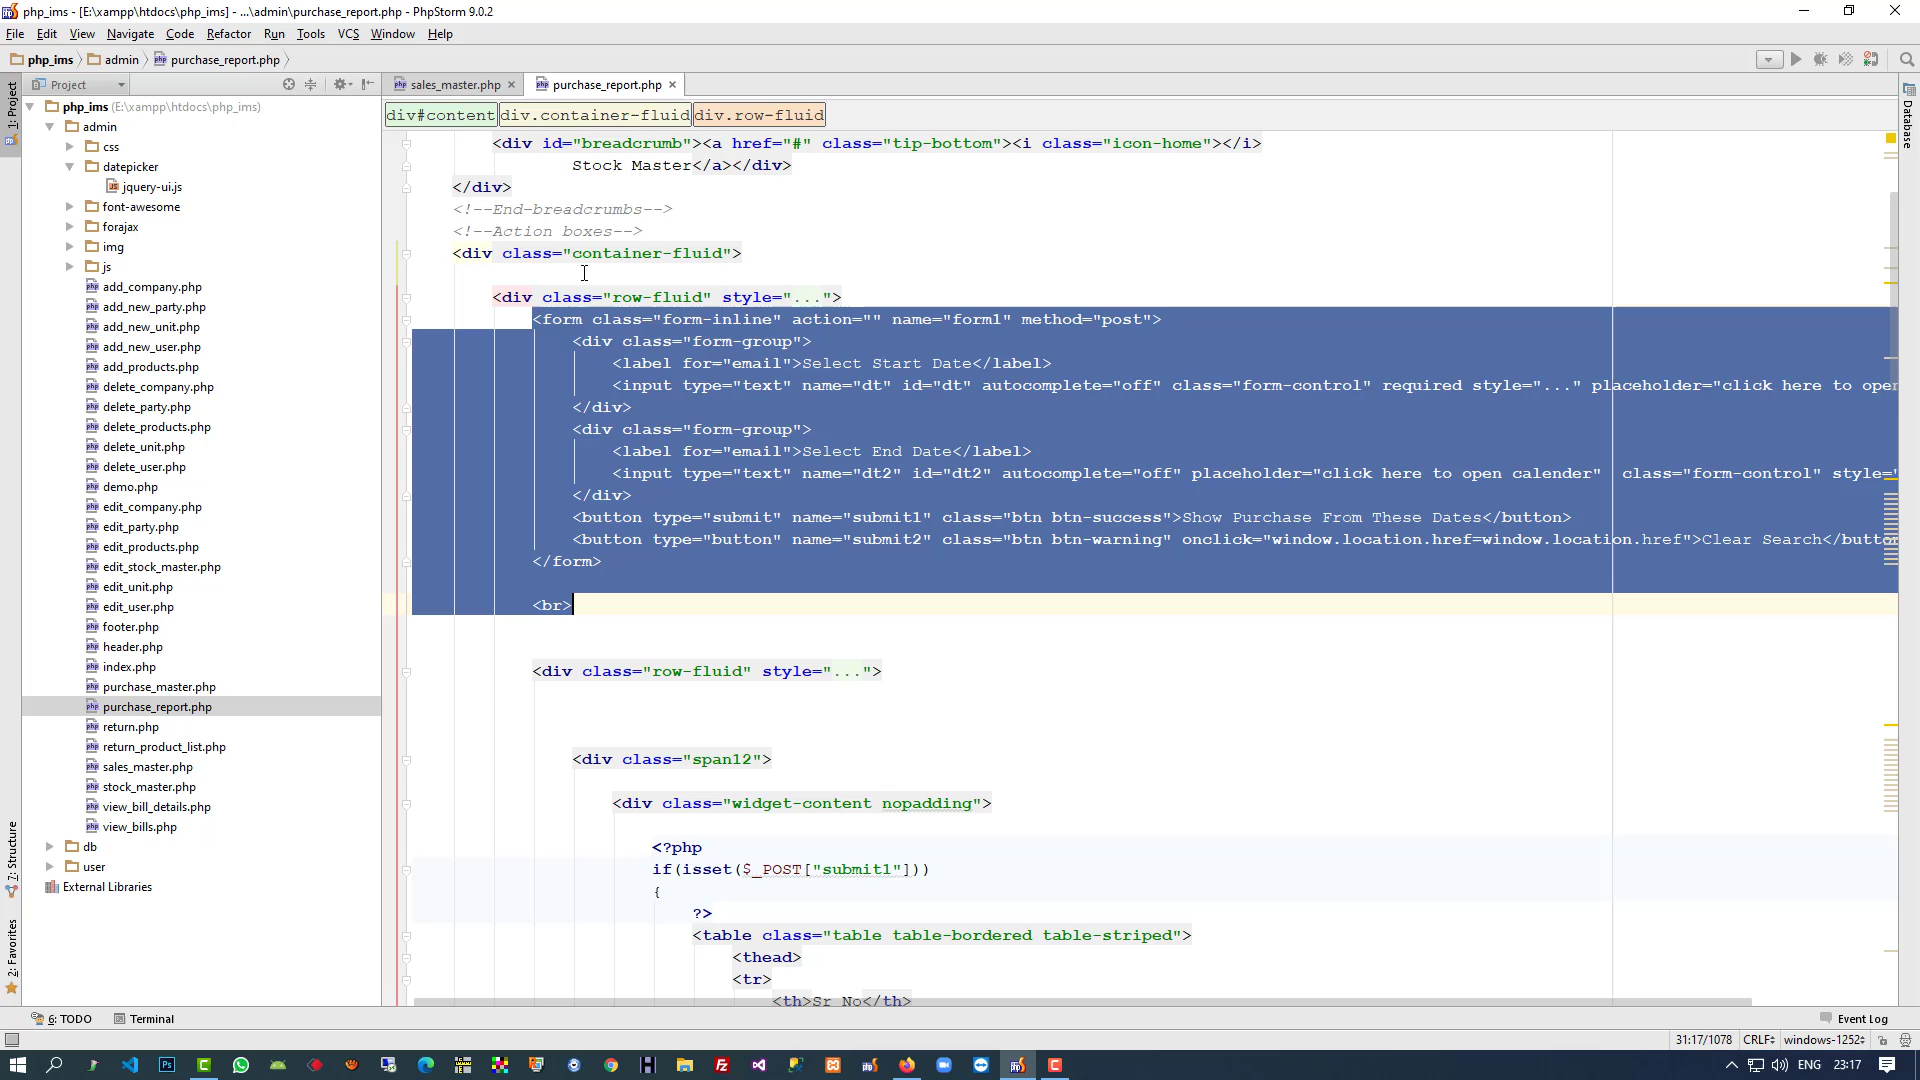 php_ims - [E:\xampp\htdocs\php_ims] - ...\admin\purchase_report.php - PhpStorm 9.0.2
File Edit View Navigate Code Refactor Run Tools VCS Window Help
php_ims admin purchase_report.php
Project
sales_master.php purchase_report.php
div#content div.container-fluid div.row-fluid
1: Project
7: Structure
2: Favorites
Database
php_ims (E:\xampp\htdocs\php_ims)
admin
css
datepicker
jquery-ui.js
font-awesome
forajax
img
js
add_company.php
add_new_party.php
add_new_unit.php
add_new_user.php
add_products.php
delete_company.php
delete_party.php
delete_products.php
delete_unit.php
delete_user.php
demo.php
edit_company.php
edit_party.php
edit_products.php
edit_stock_master.php
edit_unit.php
edit_user.php
footer.php
header.php
index.php
purchase_master.php
purchase_report.php
return.php
return_product_list.php
sales_master.php
stock_master.php
view_bill_details.php
view_bills.php
db
user
External Libraries
<div id="breadcrumb"><a href="#" class="tip-bottom"><i class="icon-home"></i>
Stock Master</a></div>
</div>
<!--End-breadcrumbs-->
<!--Action boxes-->
<div class="container-fluid">
<div class="row-fluid" style="...">
<form class="form-inline" action="" name="form1" method="post">
<div class="form-group">
<label for="email">Select Start Date</label>
<input type="text" name="dt" id="dt" autocomplete="off" class="form-control" required style="..." placeholder="click here to open
</div>
<div class="form-group">
<label for="email">Select End Date</label>
<input type="text" name="dt2" id="dt2" autocomplete="off" placeholder="click here to open calender" class="form-control" style="
</div>
<button type="submit" name="submit1" class="btn btn-success">Show Purchase From These Dates</button>
<button type="button" name="submit2" class="btn btn-warning" onclick="window.location.href=window.location.href">Clear Search</butto
</form>
<br>
<div class="row-fluid" style="...">
<div class="span12">
<div class="widget-content nopadding">
<?php
if(isset($_POST["submit1"]))
{
?>
<table class="table table-bordered table-striped">
<thead>
<tr>
<th>Sr No</th>
6: TODO Terminal Event Log
31:17/1078 CRLF windows-1252
ENG 23:17